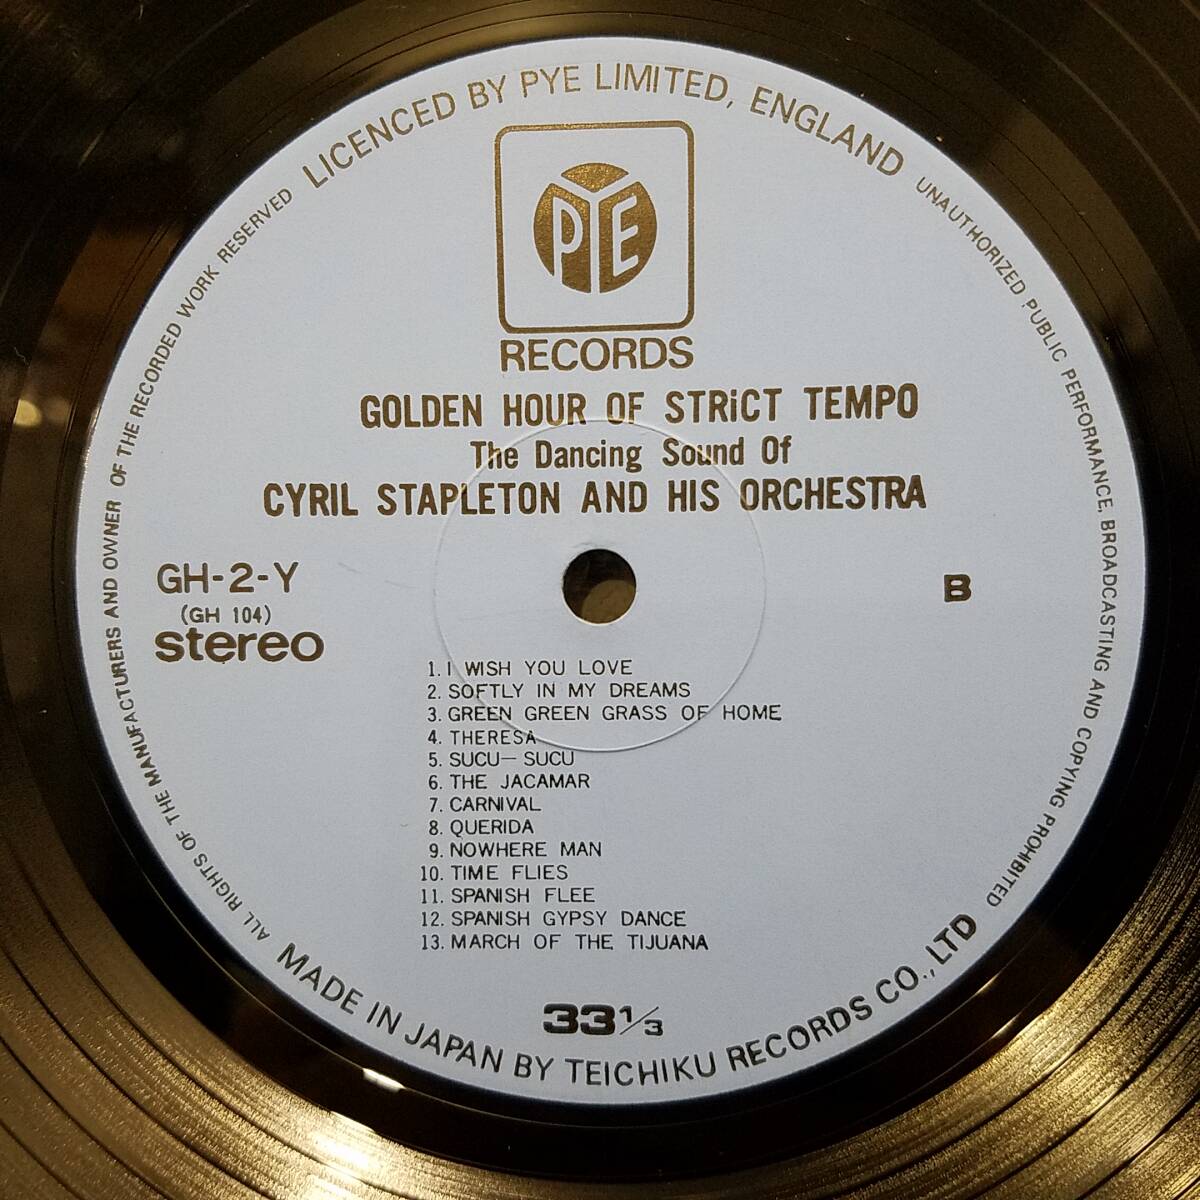 LICENCED BY PYE LIMITED, ENGLAND
UNAUTHORIZED PUBLIC PERFORMANCE, BROADCASTING AND COPYING PROHIBITED
PYE
RECORDS
GOLDEN HOUR OF STRiCT TEMPO
The Dancing Sound Of
CYRIL STAPLETON AND HIS ORCHESTRA
GH-2-Y
(GH 104)
stereo
B
1. I WISH YOU LOVE
2. SOFTLY IN MY DREAMS
3. GREEN GREEN GRASS OF HOME
4. THERESA
5. SUCU— SUCU
6. THE JACAMAR
7. CARNIVAL
8. QUERIDA
9. NOWHERE MAN
10. TIME FLIES
11. SPANISH FLEE
12. SPANISH GYPSY DANCE
13. MARCH OF THE TIJUANA
33 1/3
MADE IN JAPAN BY TEICHIKU RECORDS CO., LTD
ALL RIGHTS OF THE MANUFACTURERS AND OWNER OF THE RECORDED WORK RESERVED